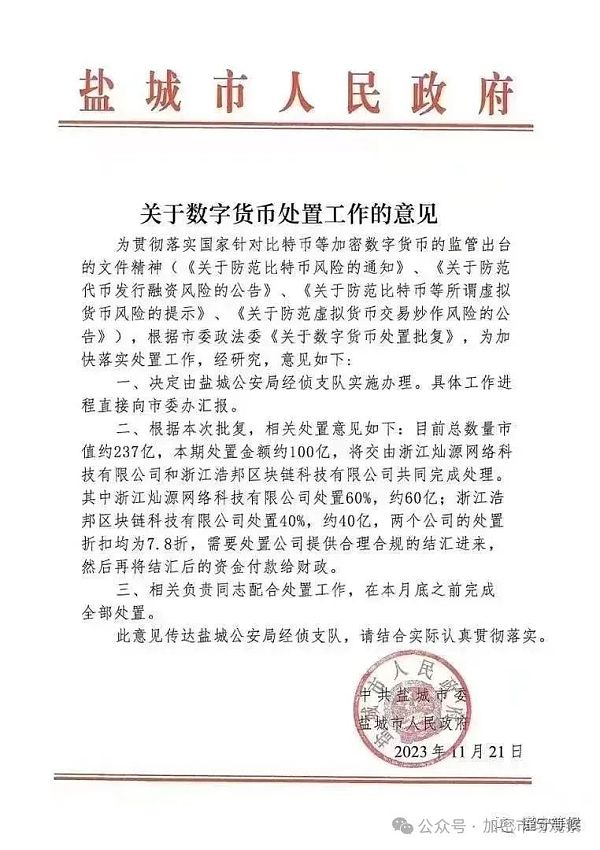 盐城市人民政府
关于数字货币处置工作的意见
为贯彻落实国家针对比特币等加密数字货币的监管出台
的文件精神（《关于防范比特币风险的通知》、《关于防范
代币发行融资风险的公告》、《关于防范比特币等所谓虚拟
货币风险的提示》、《关于防范虚拟货币交易炒作风险的公
告》），根据市委政法委《关于数字货币处置批复》，为加
快落实处置工作，经研究，意见如下：
一、决定由盐城公安局经侦支队实施办理。具体工作进
程直接向市委办汇报。
二、根据本次批复，相关处置意见如下：目前总数量市
值约237亿，本期处置金额约100亿，将交由浙江灿源网络科
技有限公司和浙江浩邦区块链科技有限公司共同完成处理。
其中浙江灿源网络科技有限公司处置60%，约60亿；浙江浩
邦区块链科技有限公司处置40%，约40亿，两个公司的处置
折扣均为7.8折，需要处置公司提供合理合规的结汇进来，
然后再将结汇后的资金付款给财政。
三、相关负责同志配合处置工作，在本月底之前完成
全部处置。
此意见传达盐城公安局经侦支队，请结合实际认真贯彻落实。
盐城市人民政府
中共盐城市委
盐城市人民政府
2023年11月21日
公众号·加密市场观察